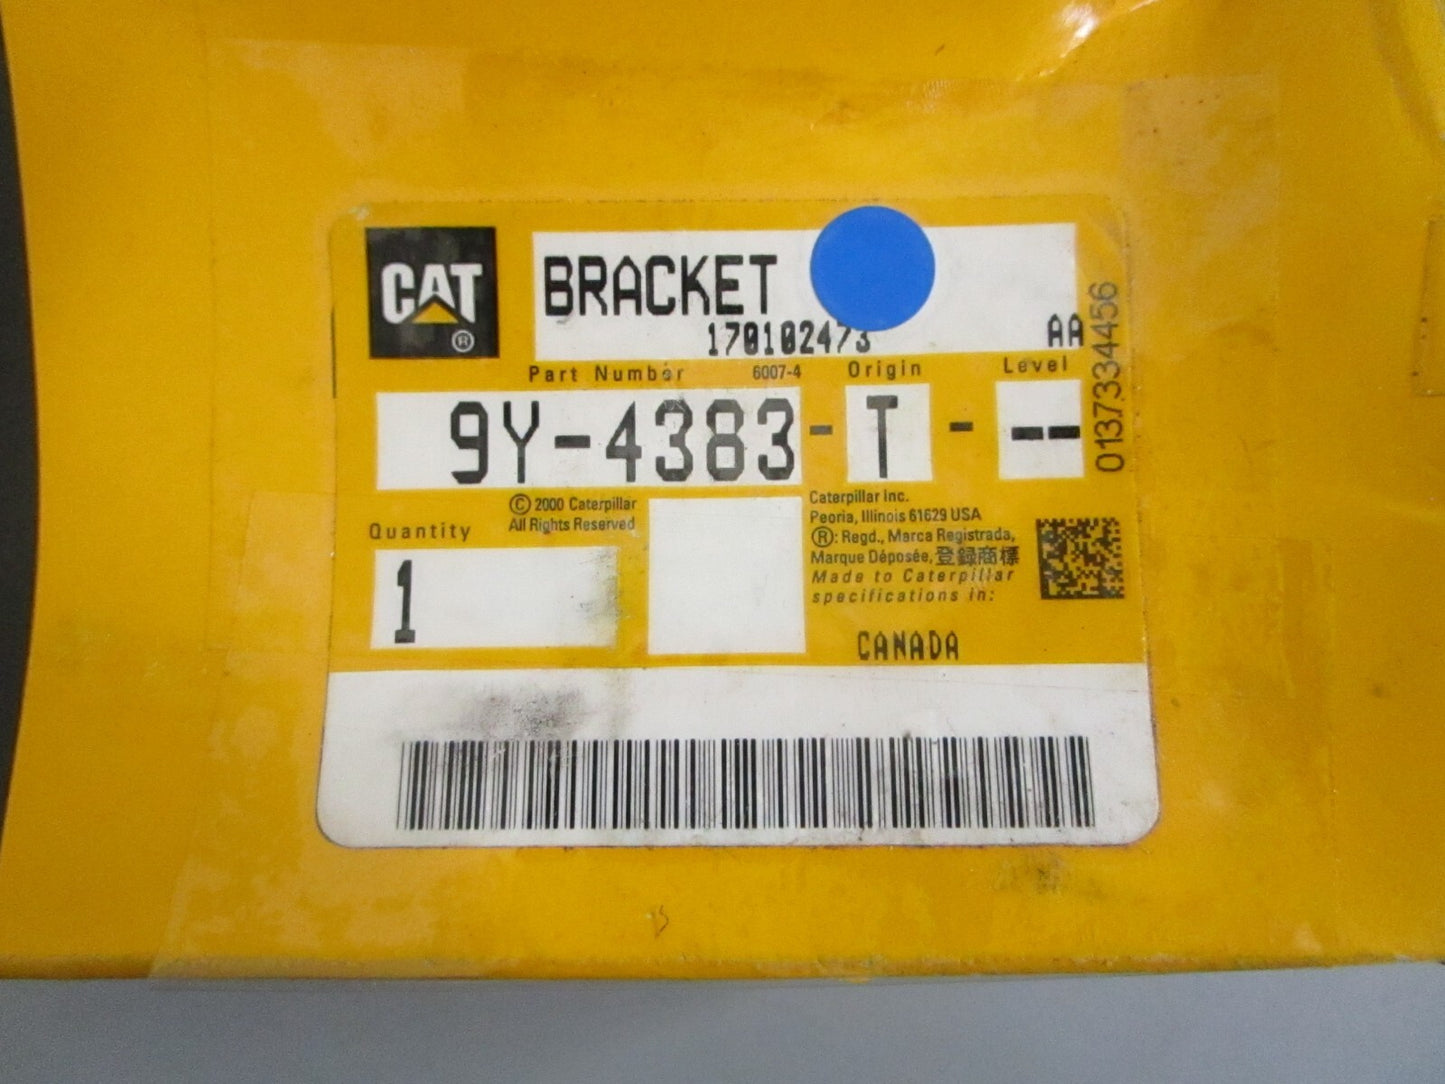 CAT ®
BRACKET
170102473
AA
Part Number 6007-4 Origin Level
9Y-4383 - T - --
0137334456
© 2000 Caterpillar
All Rights Reserved
Quantity
1
Caterpillar Inc.
Peoria, Illinois 61629 USA
®: Regd., Marca Registrada,
Marque Déposée, 登録商標
Made to Caterpillar
specifications in:
CANADA